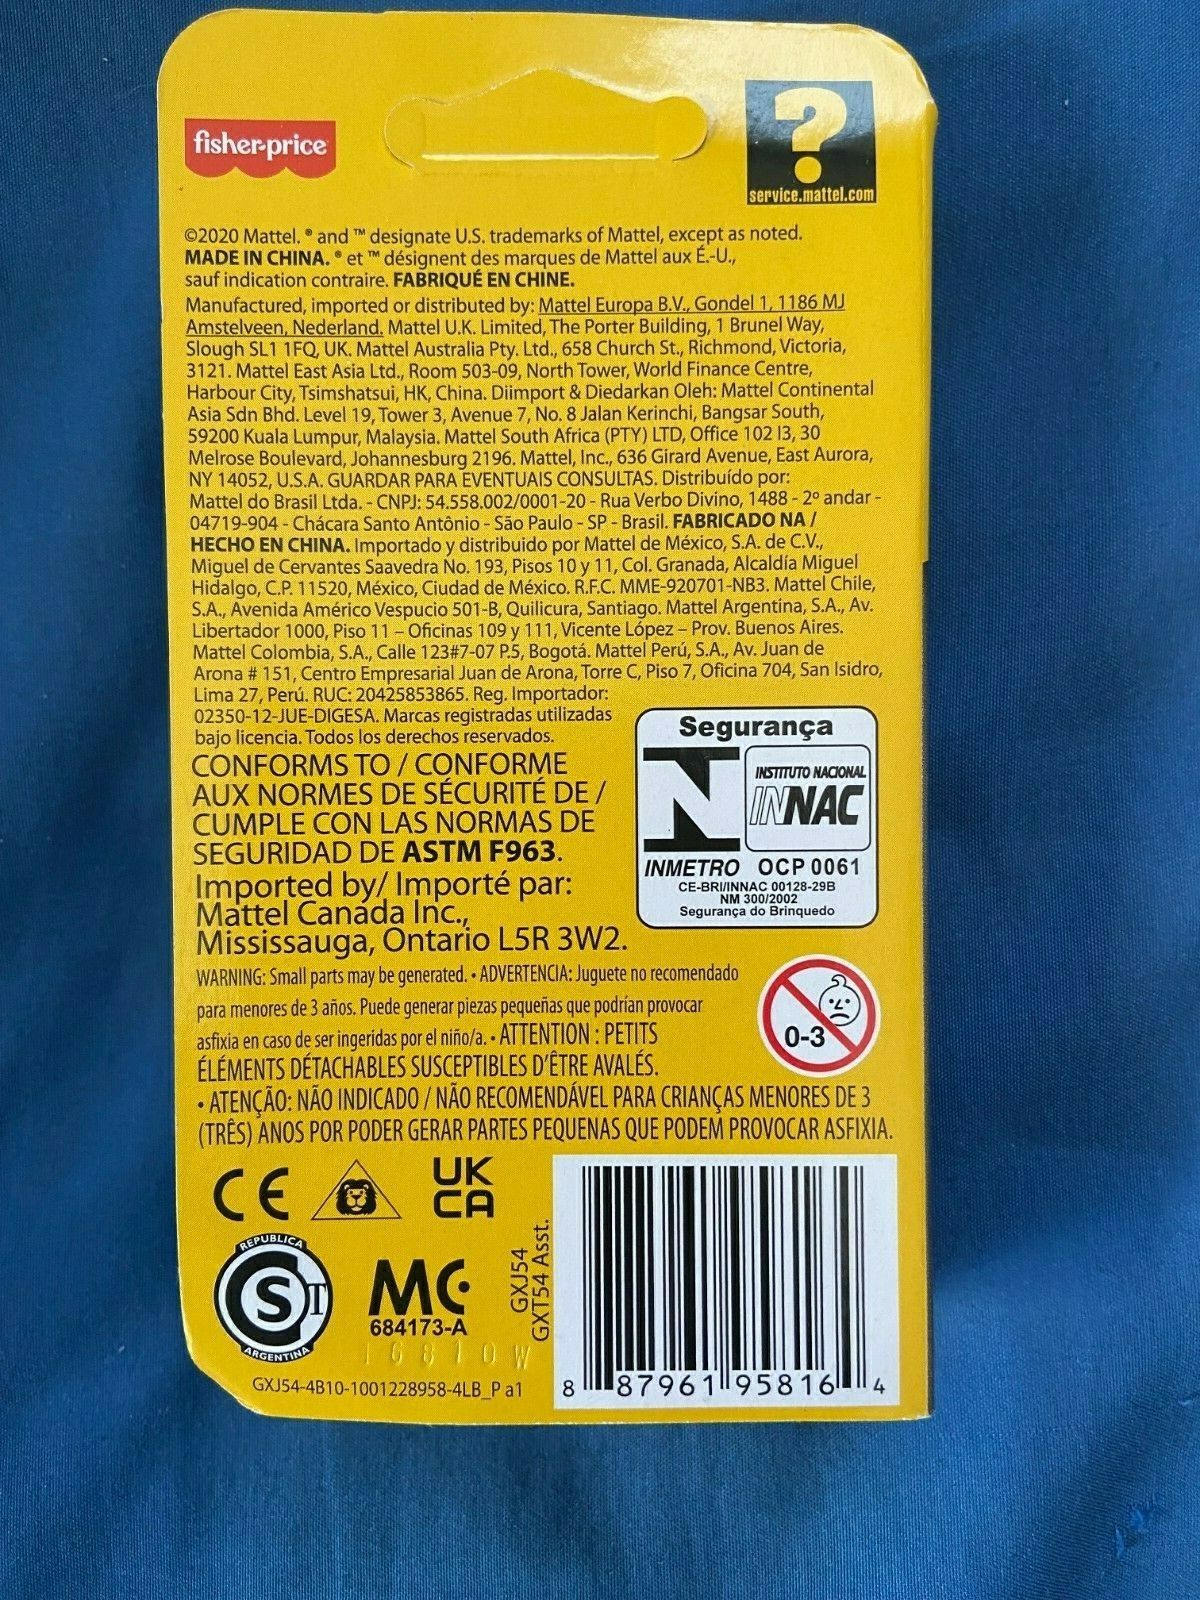 fisher-price
?
service.mattel.com
©2020 Mattel. ® and ™ designate U.S. trademarks of Mattel, except as noted.
MADE IN CHINA. ® et ™ désignent des marques de Mattel aux É.-U.,
sauf indication contraire. FABRIQUÉ EN CHINE.
Manufactured, imported or distributed by: Mattel Europa B.V., Gondel 1, 1186 MJ
Amstelveen, Nederland. Mattel U.K. Limited, The Porter Building, 1 Brunel Way,
Slough SL1 1FQ, UK. Mattel Australia Pty. Ltd., 658 Church St., Richmond, Victoria,
3121. Mattel East Asia Ltd., Room 503-09, North Tower, World Finance Centre,
Harbour City, Tsimshatsui, HK, China. Diimport & Diedarkan Oleh: Mattel Continental
Asia Sdn Bhd. Level 19, Tower 3, Avenue 7, No. 8 Jalan Kerinchi, Bangsar South,
59200 Kuala Lumpur, Malaysia. Mattel South Africa (PTY) LTD, Office 102 I3, 30
Melrose Boulevard, Johannesburg 2196. Mattel, Inc., 636 Girard Avenue, East Aurora,
NY 14052, U.S.A. GUARDAR PARA EVENTUAIS CONSULTAS. Distribuído por:
Mattel do Brasil Ltda. - CNPJ: 54.558.002/0001-20 - Rua Verbo Divino, 1488 - 2º andar -
04719-904 - Chácara Santo Antônio - São Paulo - SP - Brasil. FABRICADO NA /
HECHO EN CHINA. Importado y distribuido por Mattel de México, S.A. de C.V.,
Miguel de Cervantes Saavedra No. 193, Pisos 10 y 11, Col. Granada, Alcaldía Miguel
Hidalgo, C.P. 11520, México, Ciudad de México. R.F.C. MME-920701-NB3. Mattel Chile,
S.A., Avenida Américo Vespucio 501-B, Quilicura, Santiago. Mattel Argentina, S.A., Av.
Libertador 1000, Piso 11 – Oficinas 109 y 111, Vicente López – Prov. Buenos Aires.
Mattel Colombia, S.A., Calle 123#7-07 P.5, Bogotá. Mattel Perú, S.A., Av. Juan de
Arona # 151, Centro Empresarial Juan de Arona, Torre C, Piso 7, Oficina 704, San Isidro,
Lima 27, Perú. RUC: 20425853865. Reg. Importador:
02350-12-JUE-DIGESA. Marcas registradas utilizadas
bajo licencia. Todos los derechos reservados.
CONFORMS TO / CONFORME
AUX NORMES DE SÉCURITÉ DE /
CUMPLE CON LAS NORMAS DE
SEGURIDAD DE ASTM F963.
Imported by/ Importé par:
Mattel Canada Inc.,
Mississauga, Ontario L5R 3W2.
Segurança
N
INSTITUTO NACIONAL
INNAC
INMETRO OCP 0061
CE-BRI/INNAC 00128-29B
NM 300/2002
Segurança do Brinquedo
WARNING: Small parts may be generated. • ADVERTENCIA: Juguete no recomendado
para menores de 3 años. Puede generar piezas pequeñas que podrían provocar
asfixia en caso de ser ingeridas por el niño/a. • ATTENTION : PETITS
ÉLÉMENTS DÉTACHABLES SUSCEPTIBLES D'ÊTRE AVALÉS.
• ATENÇÃO: NÃO INDICADO / NÃO RECOMENDÁVEL PARA CRIANÇAS MENORES DE 3
(TRÊS) ANOS POR PODER GERAR PARTES PEQUENAS QUE PODEM PROVOCAR ASFIXIA.
0-3
CE
UK
CA
REPUBLICA
CST
ARGENTINA
MC
684173-A
16810W
GXJ54-4B10-1001228958-4LB_P a1
GXJ54
GXT54 Asst.
8 87961 95816 4